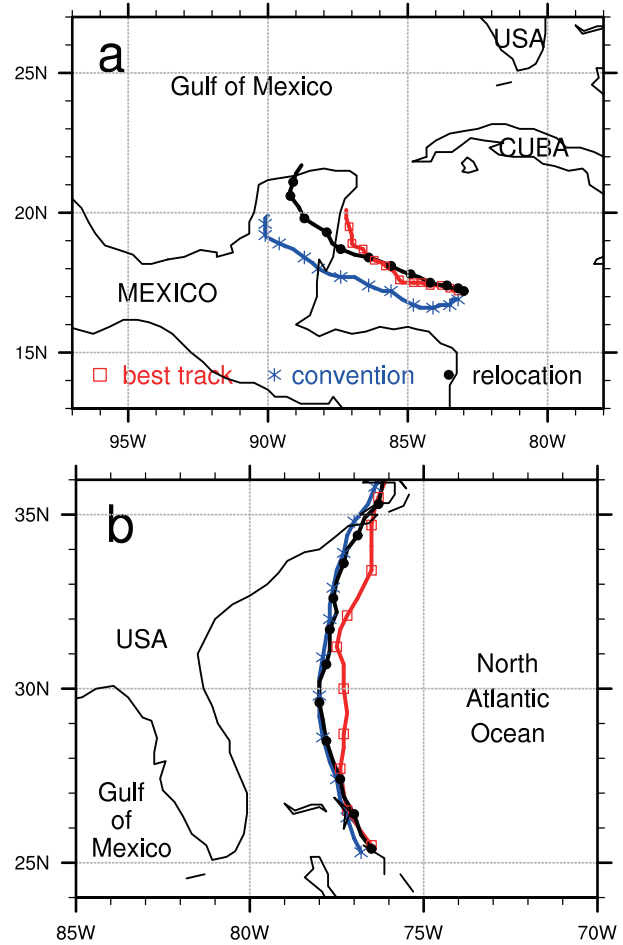 a
USA
25N
Gulf of Mexico
CUBA
20N
MEXICO
15N
best track
convention
relocation
95W
90W
85W
80W
b
35N
USA
North
Atlantic
Ocean
30N
Gulf
of
Mexico
25N
85W
80W
75W
70W